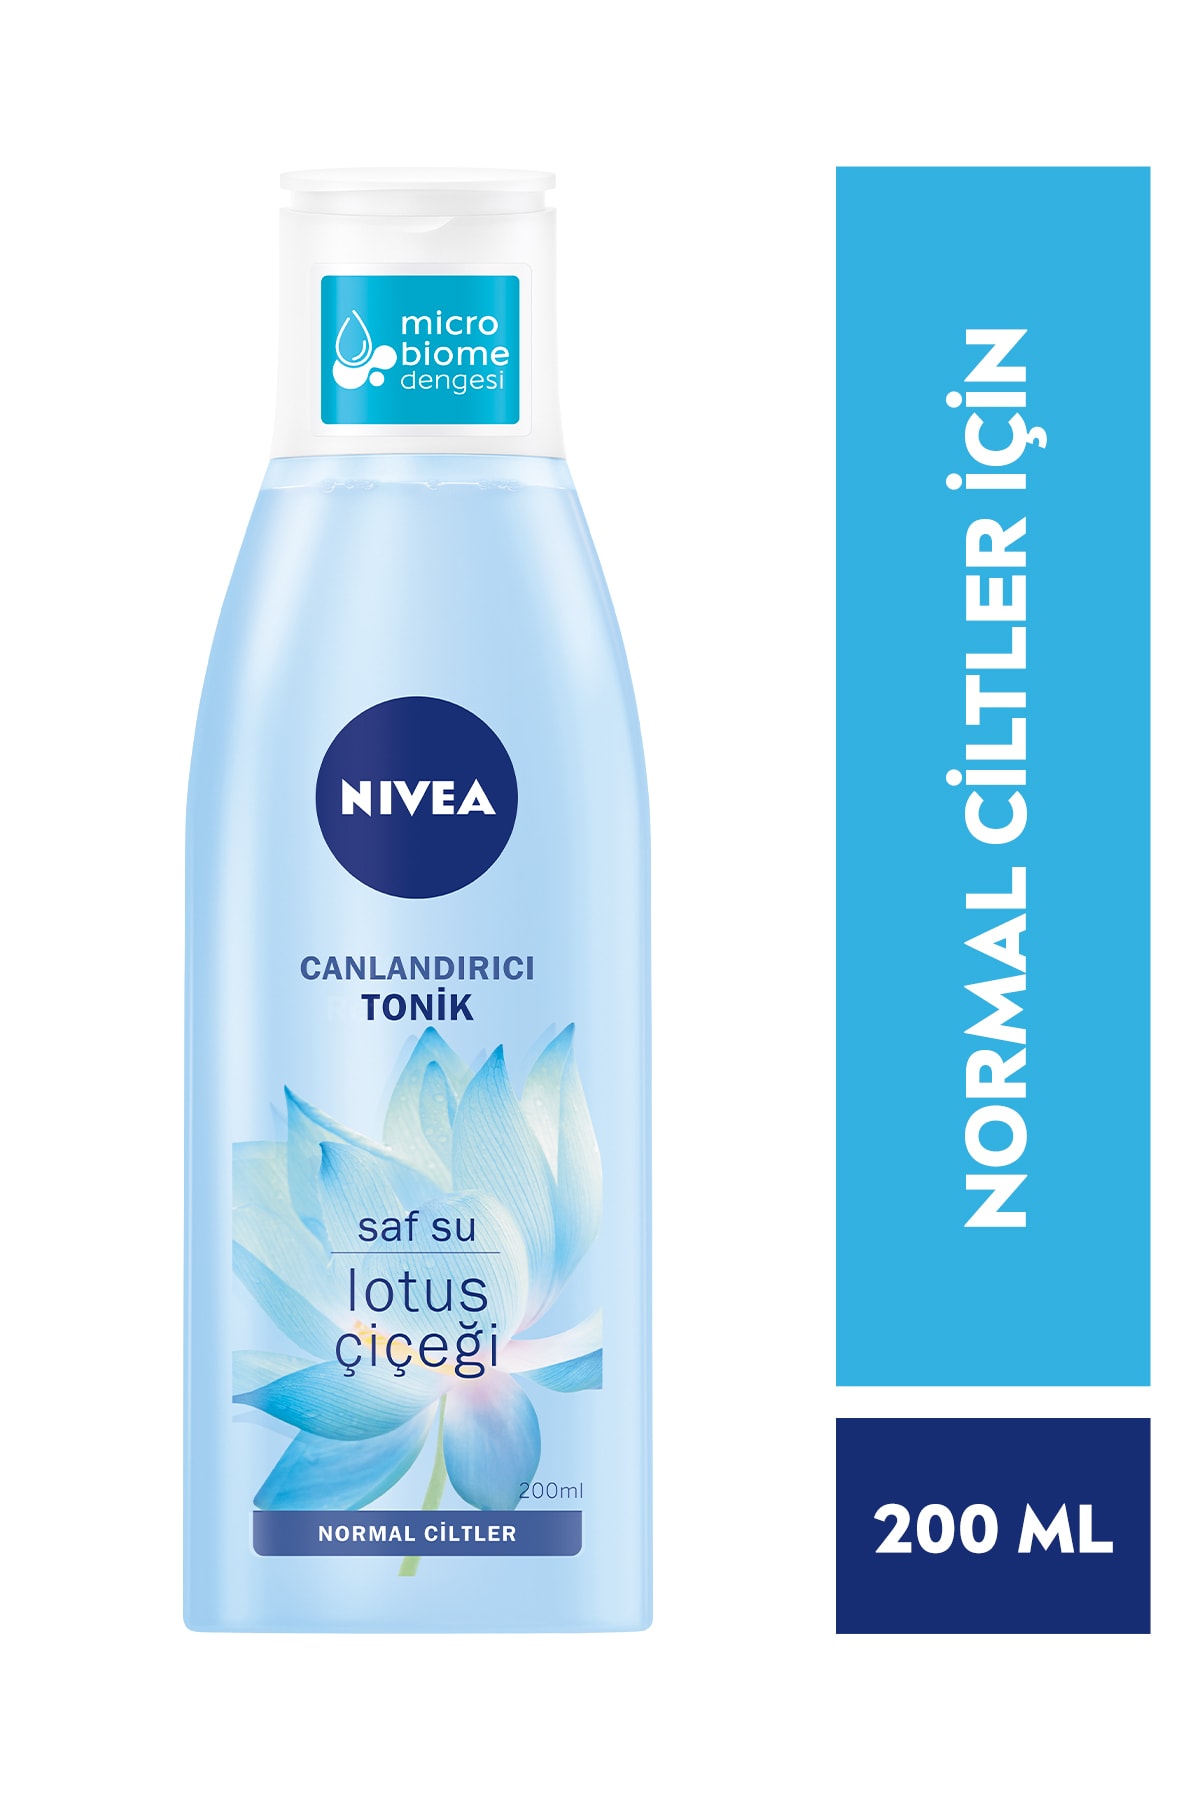 micro
biome
dengesi
NIVEA
CANLANDIRICI
TONİK
saf su
lotus
çiçeği
200ml
NORMAL CİLTLER
NORMAL CİLTLER İÇİN
200 ML